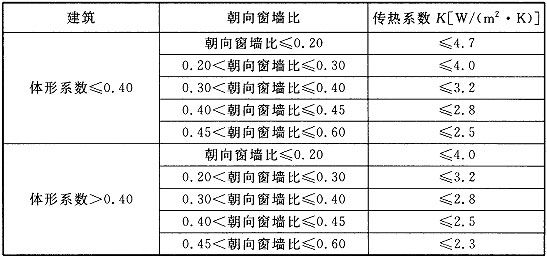 建筑 朝向窗墙比 传热系数 K[W/(m²·K)]
体形系数≤0.40 朝向窗墙比≤0.20 ≤4.7
0.20<朝向窗墙比≤0.30 ≤4.0
0.30<朝向窗墙比≤0.40 ≤3.2
0.40<朝向窗墙比≤0.45 ≤2.8
0.45<朝向窗墙比≤0.60 ≤2.5
体形系数>0.40 朝向窗墙比≤0.20 ≤4.0
0.20<朝向窗墙比≤0.30 ≤3.2
0.30<朝向窗墙比≤0.40 ≤2.8
0.40<朝向窗墙比≤0.45 ≤2.5
0.45<朝向窗墙比≤0.60 ≤2.3